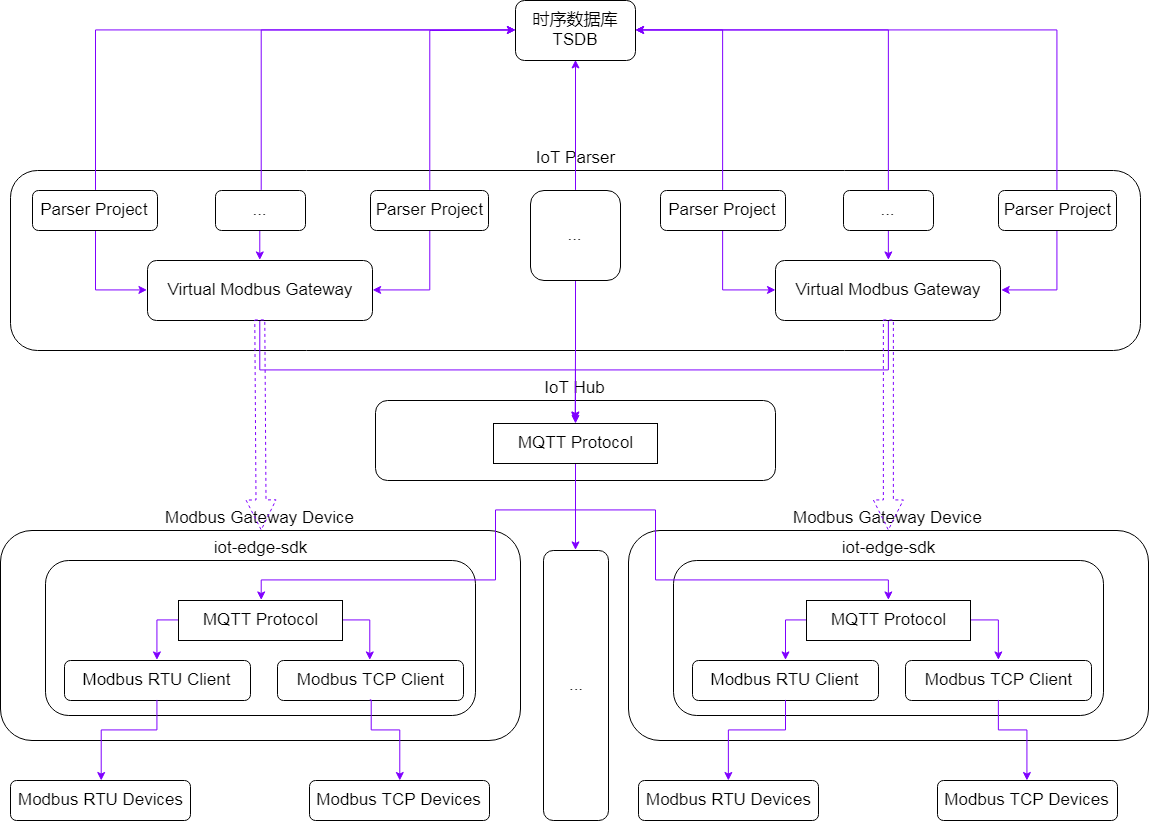 时序数据库
TSDB
IoT Parser
Parser Project
...
Parser Project
...
Parser Project
...
Parser Project
Virtual Modbus Gateway
Virtual Modbus Gateway
IoT Hub
MQTT Protocol
Modbus Gateway Device
Modbus Gateway Device
iot-edge-sdk
iot-edge-sdk
MQTT Protocol
MQTT Protocol
Modbus RTU Client
Modbus TCP Client
...
Modbus RTU Client
Modbus TCP Client
Modbus RTU Devices
Modbus TCP Devices
Modbus RTU Devices
Modbus TCP Devices